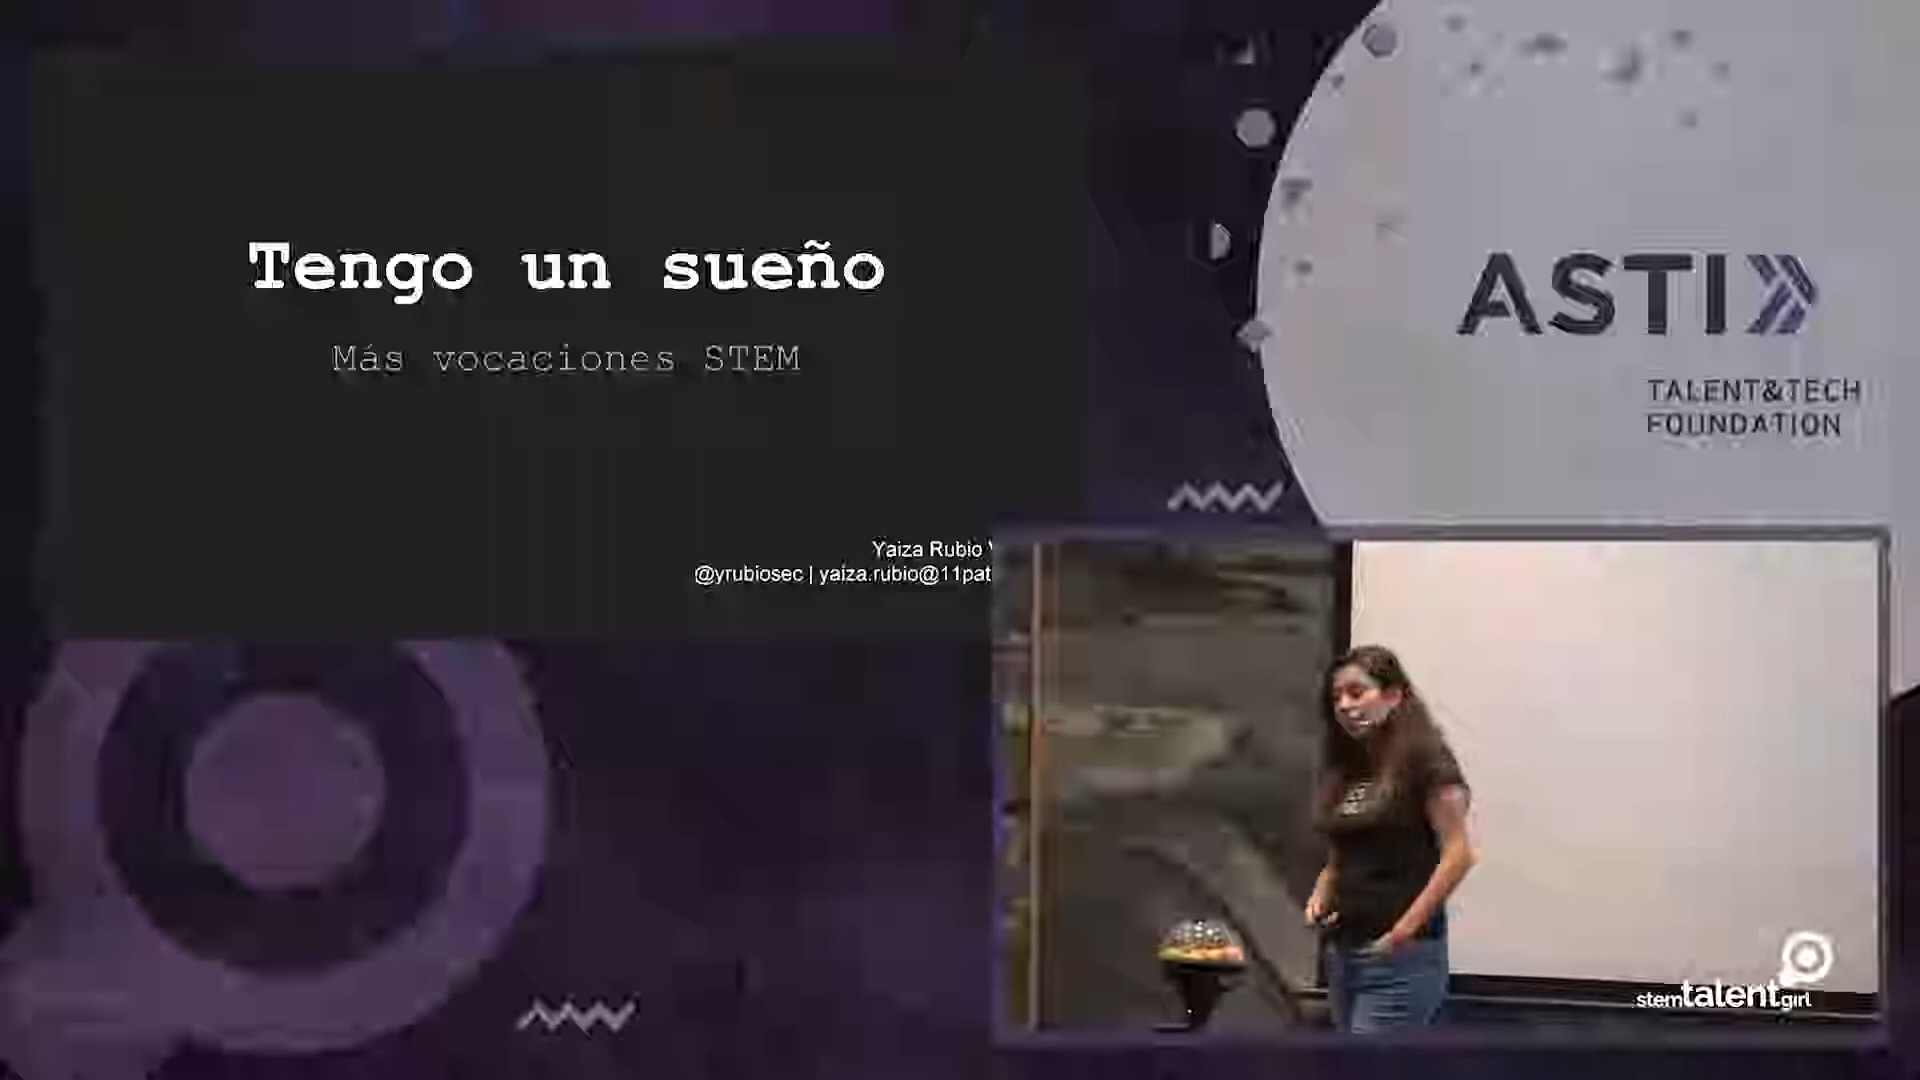 Tengo un sueño
Más vocaciones STEM
Yaiza Rubio
@yrubiosec | yaiza.rubio@11pat
ASTI
TALENT&TECH
FOUNDATION
stemtalentgirl